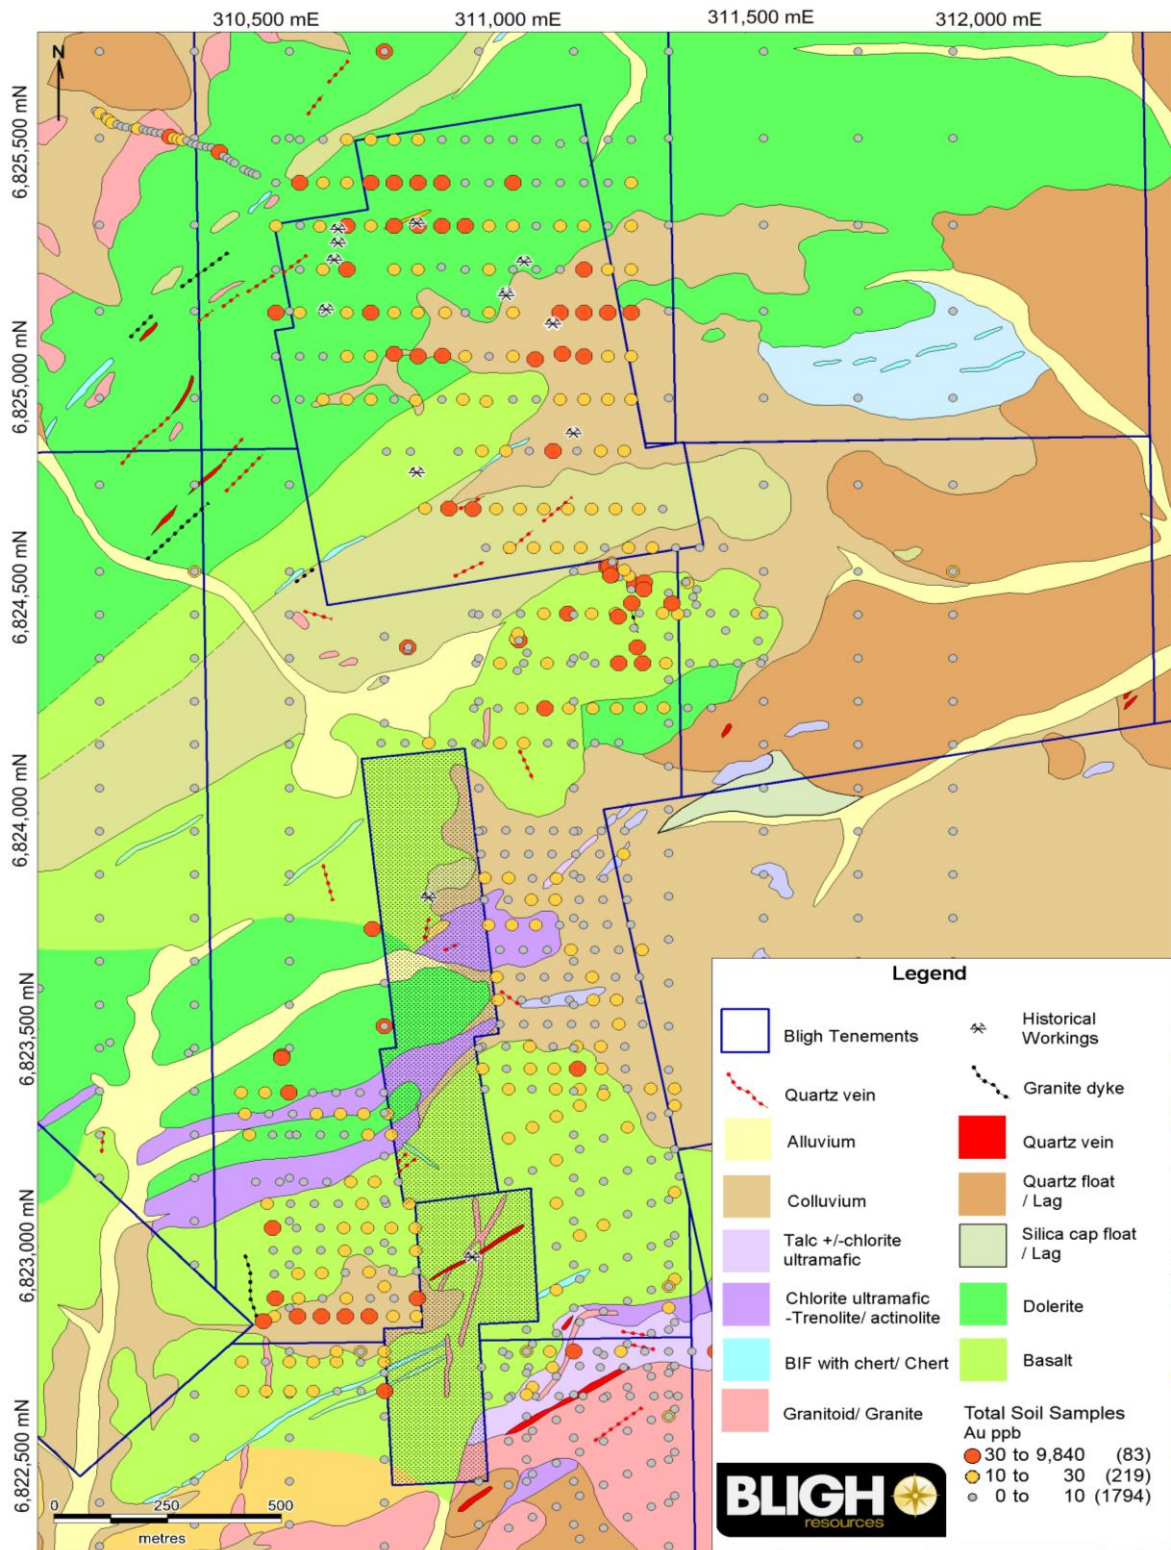 310,500 mE
311,000 mE
311,500 mE
312,000 mE
N
6,825,500 mN
6,825,000 mN
6,824,500 mN
6,824,000 mN
6,823,500 mN
6,823,000 mN
6,822,500 mN
Legend
Bligh Tenements
Historical
Workings
Quartz vein
Granite dyke
Alluvium
Quartz vein
Colluvium
Quartz float
/ Lag
Talc +/-chlorite
ultramafic
Silica cap float
/ Lag
Chlorite ultramafic
-Trenolite/ actinolite
Dolerite
BIF with chert/ Chert
Basalt
Granitoid/ Granite
Total Soil Samples
Au ppb
30 to 9,840 (83)
10 to 30 (219)
0 to 10 (1794)
BLIGH
resources
0 250 500
metres